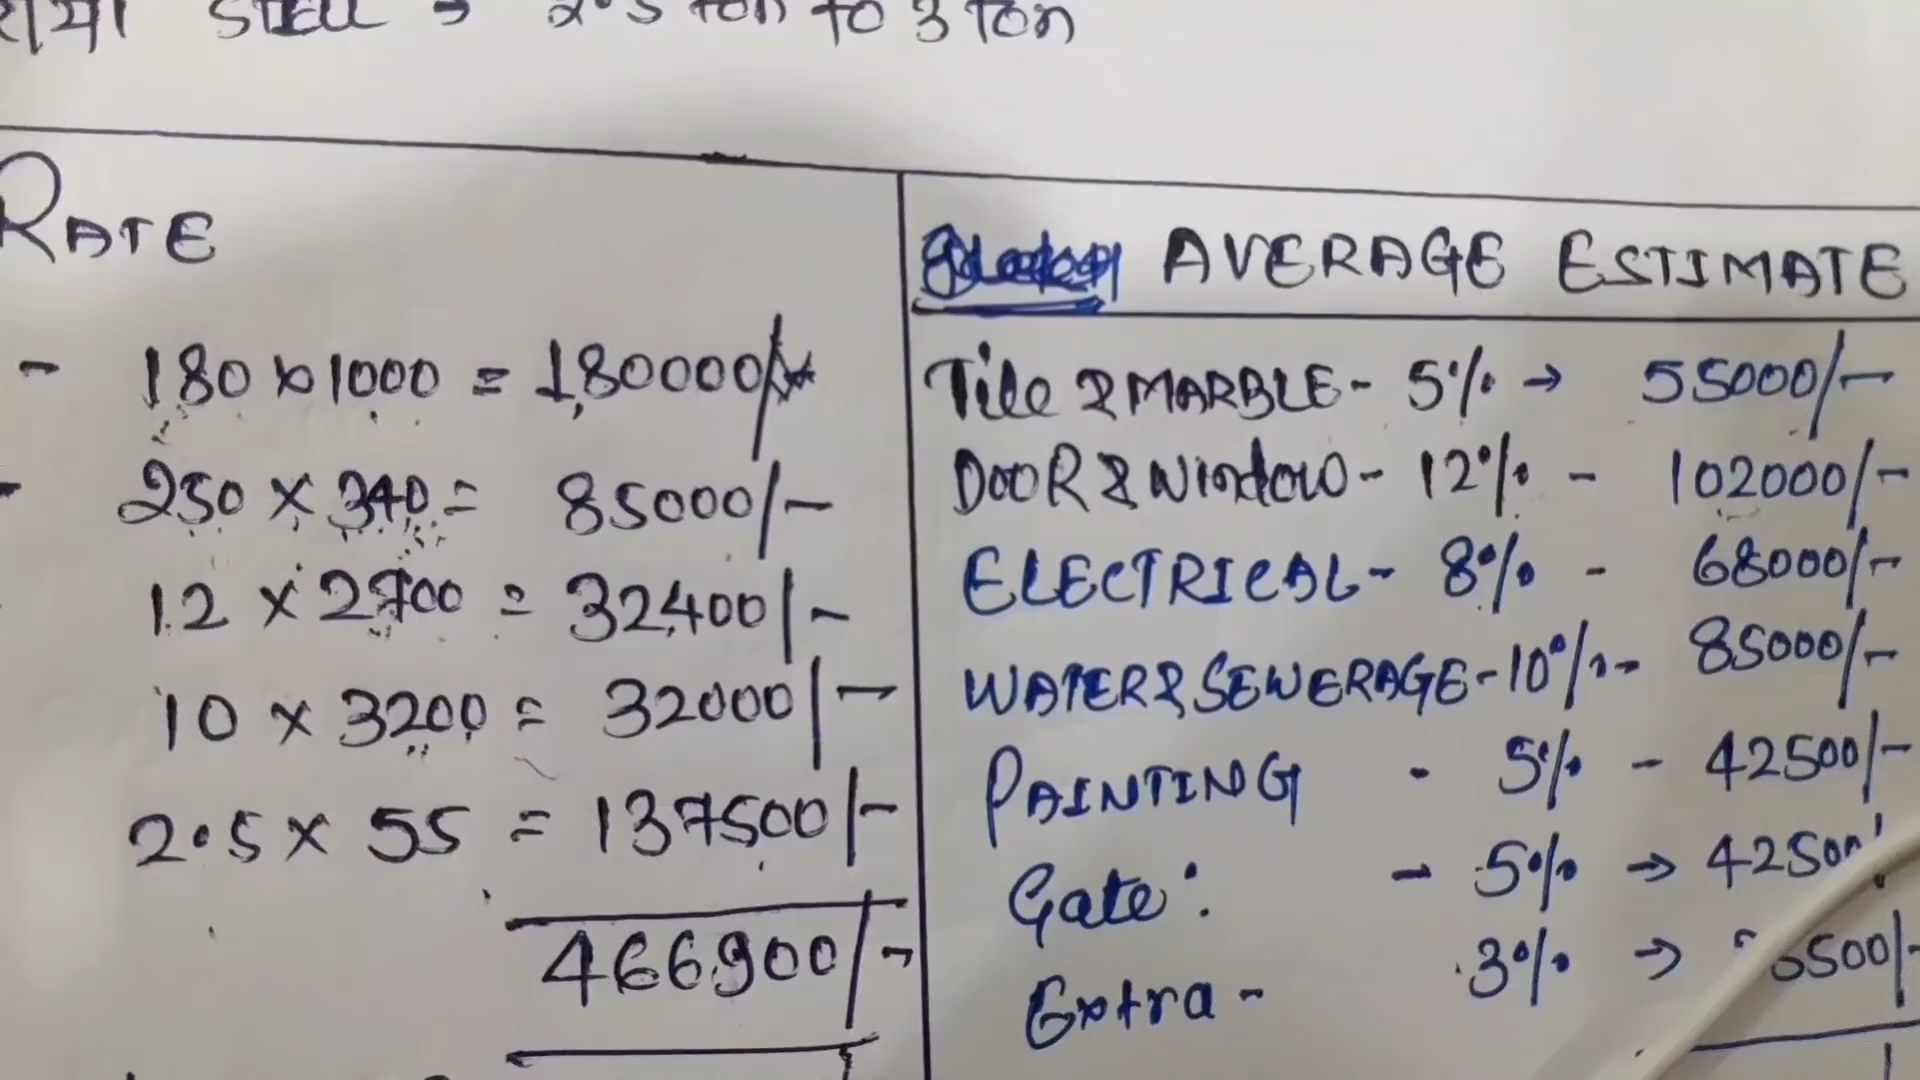 STEEL → 2.5 ton to 3 ton
RATE
- 180 x 1000 = 180000/-
- 250 x 340 = 85000/-
12 x 2700 = 32400/-
10 x 3200 = 32000/-
2.5 x 55 = 137500/-
466900/-
AVERAGE ESTIMATE
Tile & MARBLE - 5% → 55000/-
DOOR & Window - 12% - 102000/-
ELECTRICAL - 8% - 68000/-
WATER & SEWERAGE - 10% - 85000/-
PAINTING - 5% - 42500/-
Gate: - 5% → 42500/
Extra - 3% → 5500/-